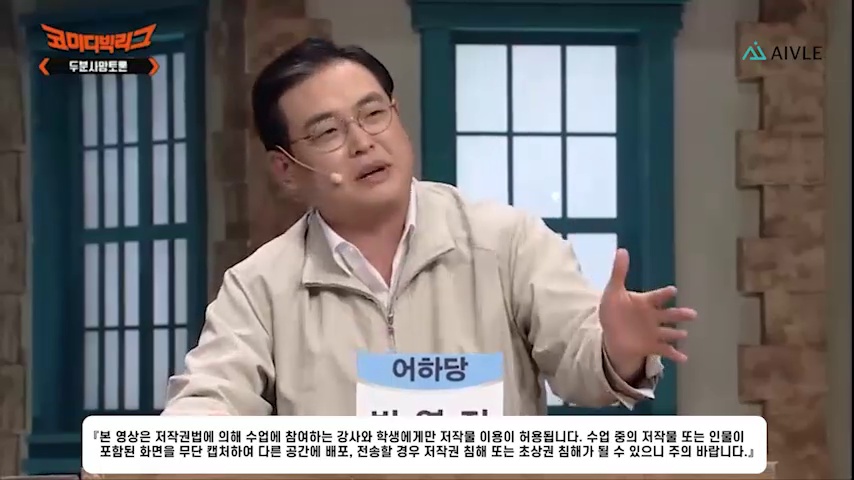 코미디빅리그
두분사망토론
AIVLE
어하당
『본 영상은 저작권법에 의해 수업에 참여하는 강사와 학생에게만 저작물 이용이 허용됩니다. 수업 중의 저작물 또는 인물이
포함된 화면을 무단 캡처하여 다른 공간에 배포, 전송할 경우 저작권 침해 또는 초상권 침해가 될 수 있으니 주의 바랍니다.』